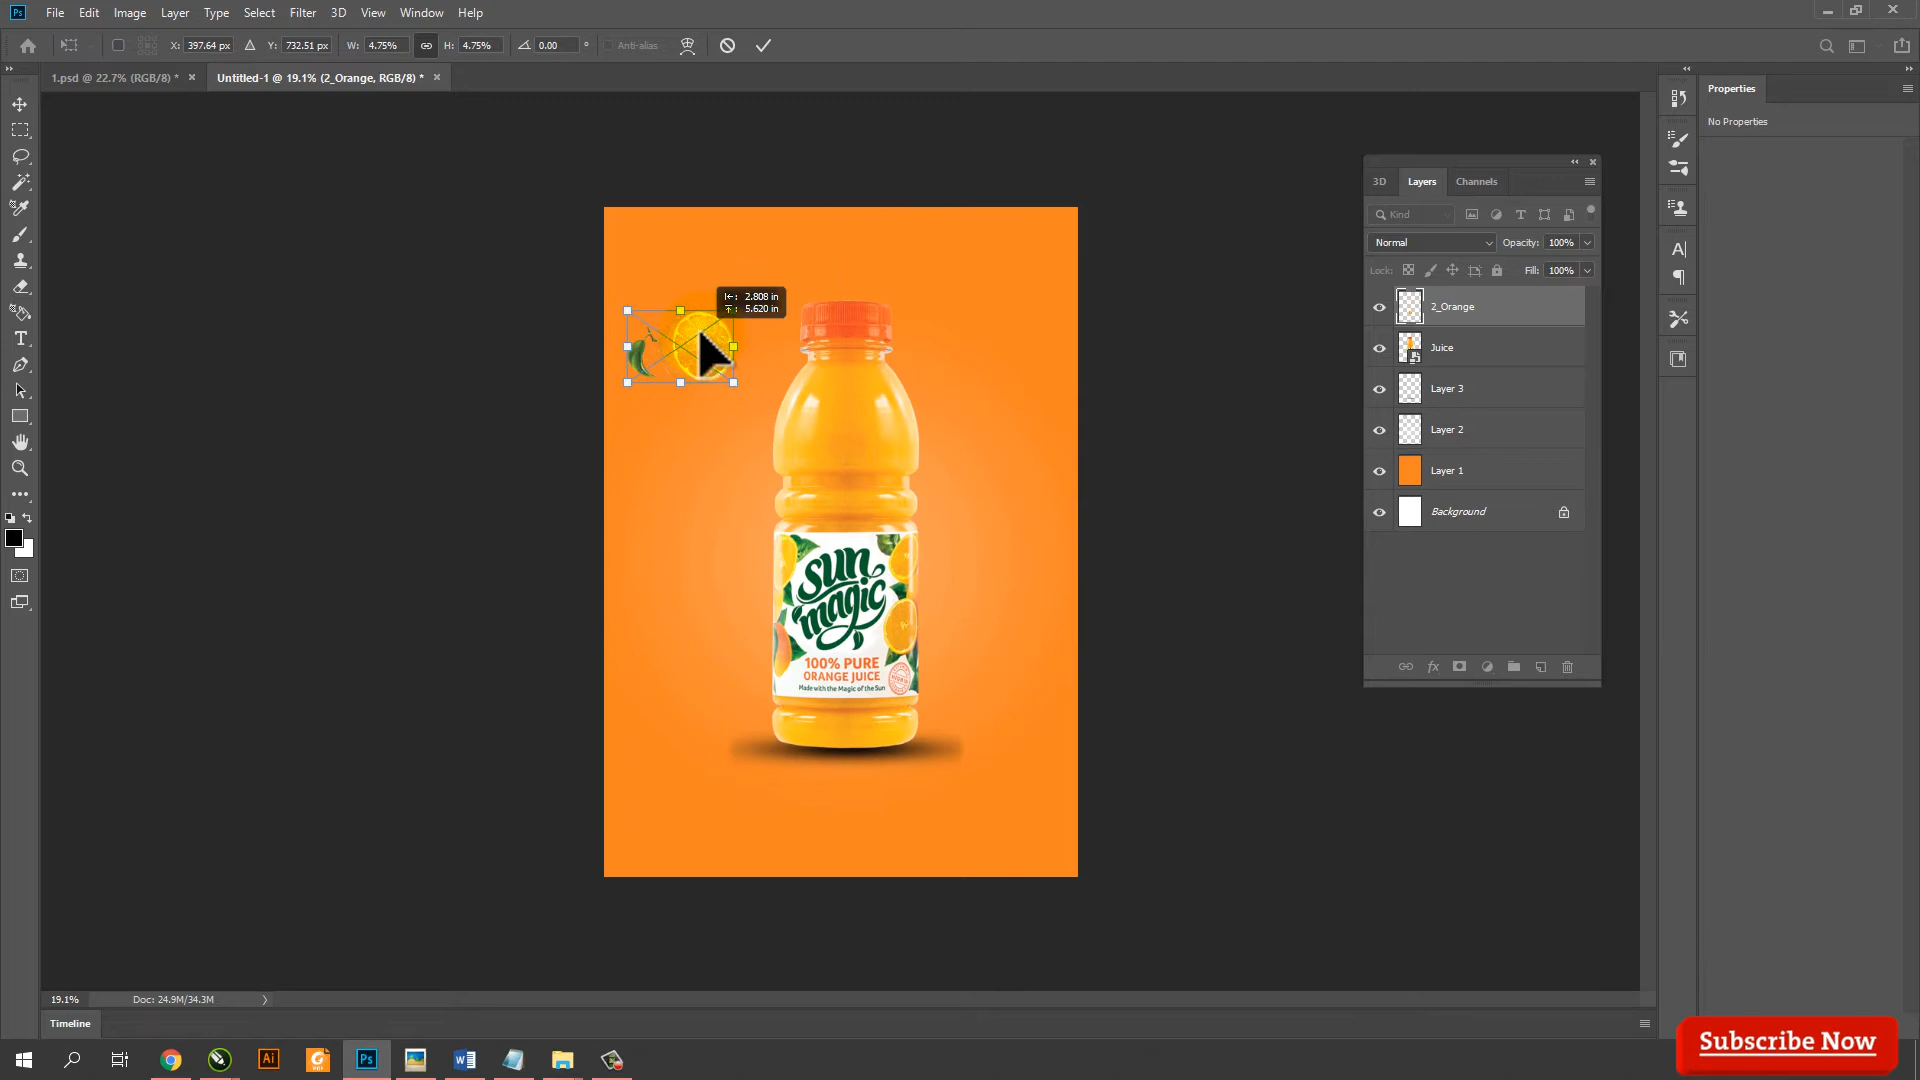 Ps File Edit Image Layer Type Select Filter 3D View Window Help
X: 397.64 px Δ Y: 732.51 px W: 4.75% H: 4.75% 0.00 ° Anti-alias
1.psd @ 22.7% (RGB/8) * × Untitled-1 @ 19.1% (2_Orange, RGB/8) * ×
Properties
No Properties
3D Layers Channels
Kind
Normal Opacity: 100%
Lock: Fill: 100%
2_Orange
Juice
Layer 3
Layer 2
Layer 1
Background
2.808 in
5.620 in
sun
magic
100% PURE
ORANGE JUICE
Made with the Magic of the Sun
19.1% Doc: 24.9M/34.3M
Timeline
Ai Ps
Subscribe Now